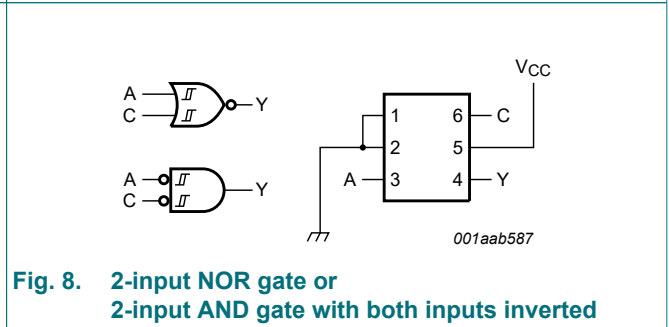 VCC
A
C
Y
1
6
C
2
5
A
3
4
Y
A
C
Y
001aab587
Fig. 8. 2-input NOR gate or
2-input AND gate with both inputs inverted